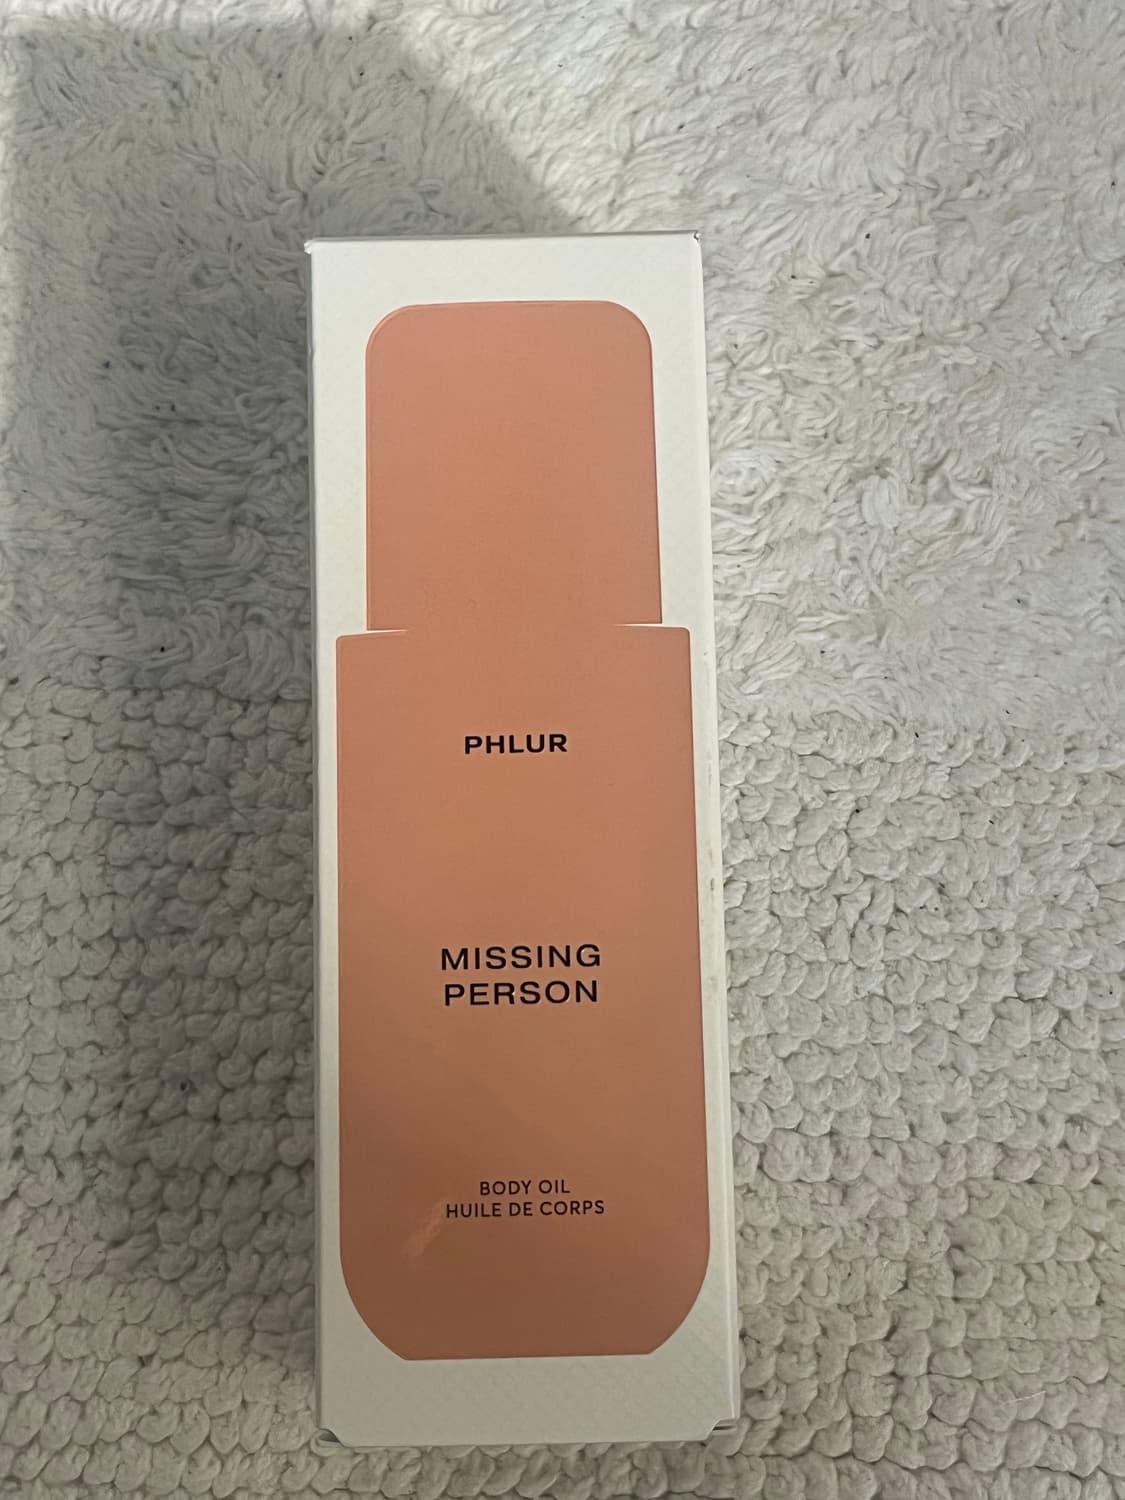 PHLUR
MISSING
PERSON
BODY OIL
HUILE DE CORPS